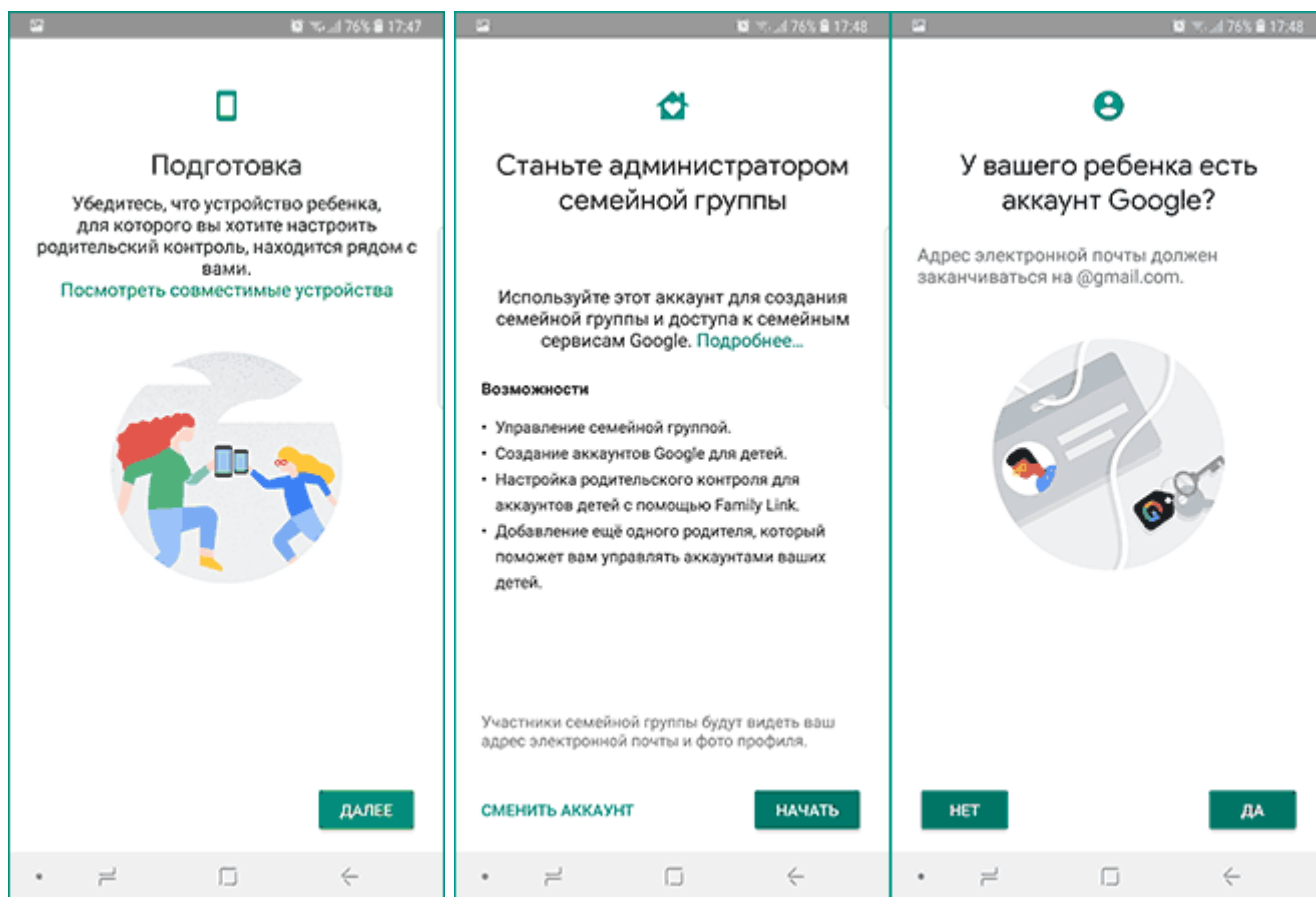 76% 17:47
Подготовка
Убедитесь, что устройство ребенка,
для которого вы хотите настроить
родительский контроль, находится рядом с
вами.
Посмотреть совместимые устройства
ДАЛЕЕ
76% 17:48
Станьте администратором
семейной группы
Используйте этот аккаунт для создания
семейной группы и доступа к семейным
сервисам Google. Подробнее...
Возможности
• Управление семейной группой.
• Создание аккаунтов Google для детей.
• Настройка родительского контроля для
аккаунтов детей с помощью Family Link.
• Добавление ещё одного родителя, который
поможет вам управлять аккаунтами ваших
детей.
Участники семейной группы будут видеть ваш
адрес электронной почты и фото профиля.
СМЕНИТЬ АККАУНТ
НАЧАТЬ
76% 17:48
У вашего ребенка есть
аккаунт Google?
Адрес электронной почты должен
заканчиваться на @gmail.com.
G
НЕТ
ДА